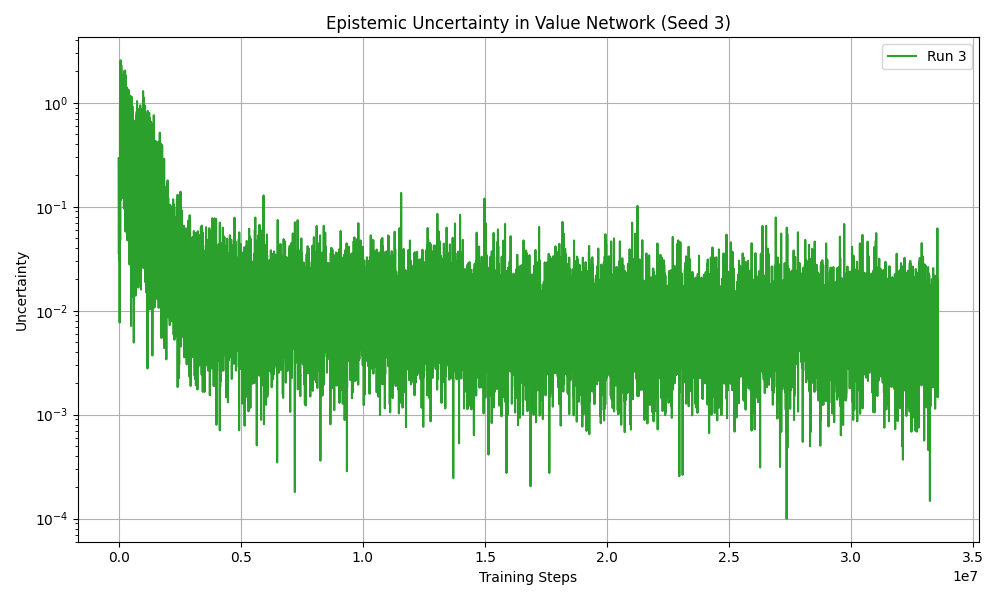 Epistemic Uncertainty in Value Network (Seed 3)
Run 3
Uncertainty
10⁰
10⁻¹
10⁻²
10⁻³
10⁻⁴
0.0 0.5 1.0 1.5 2.0 2.5 3.0 3.5
1e7
Training Steps